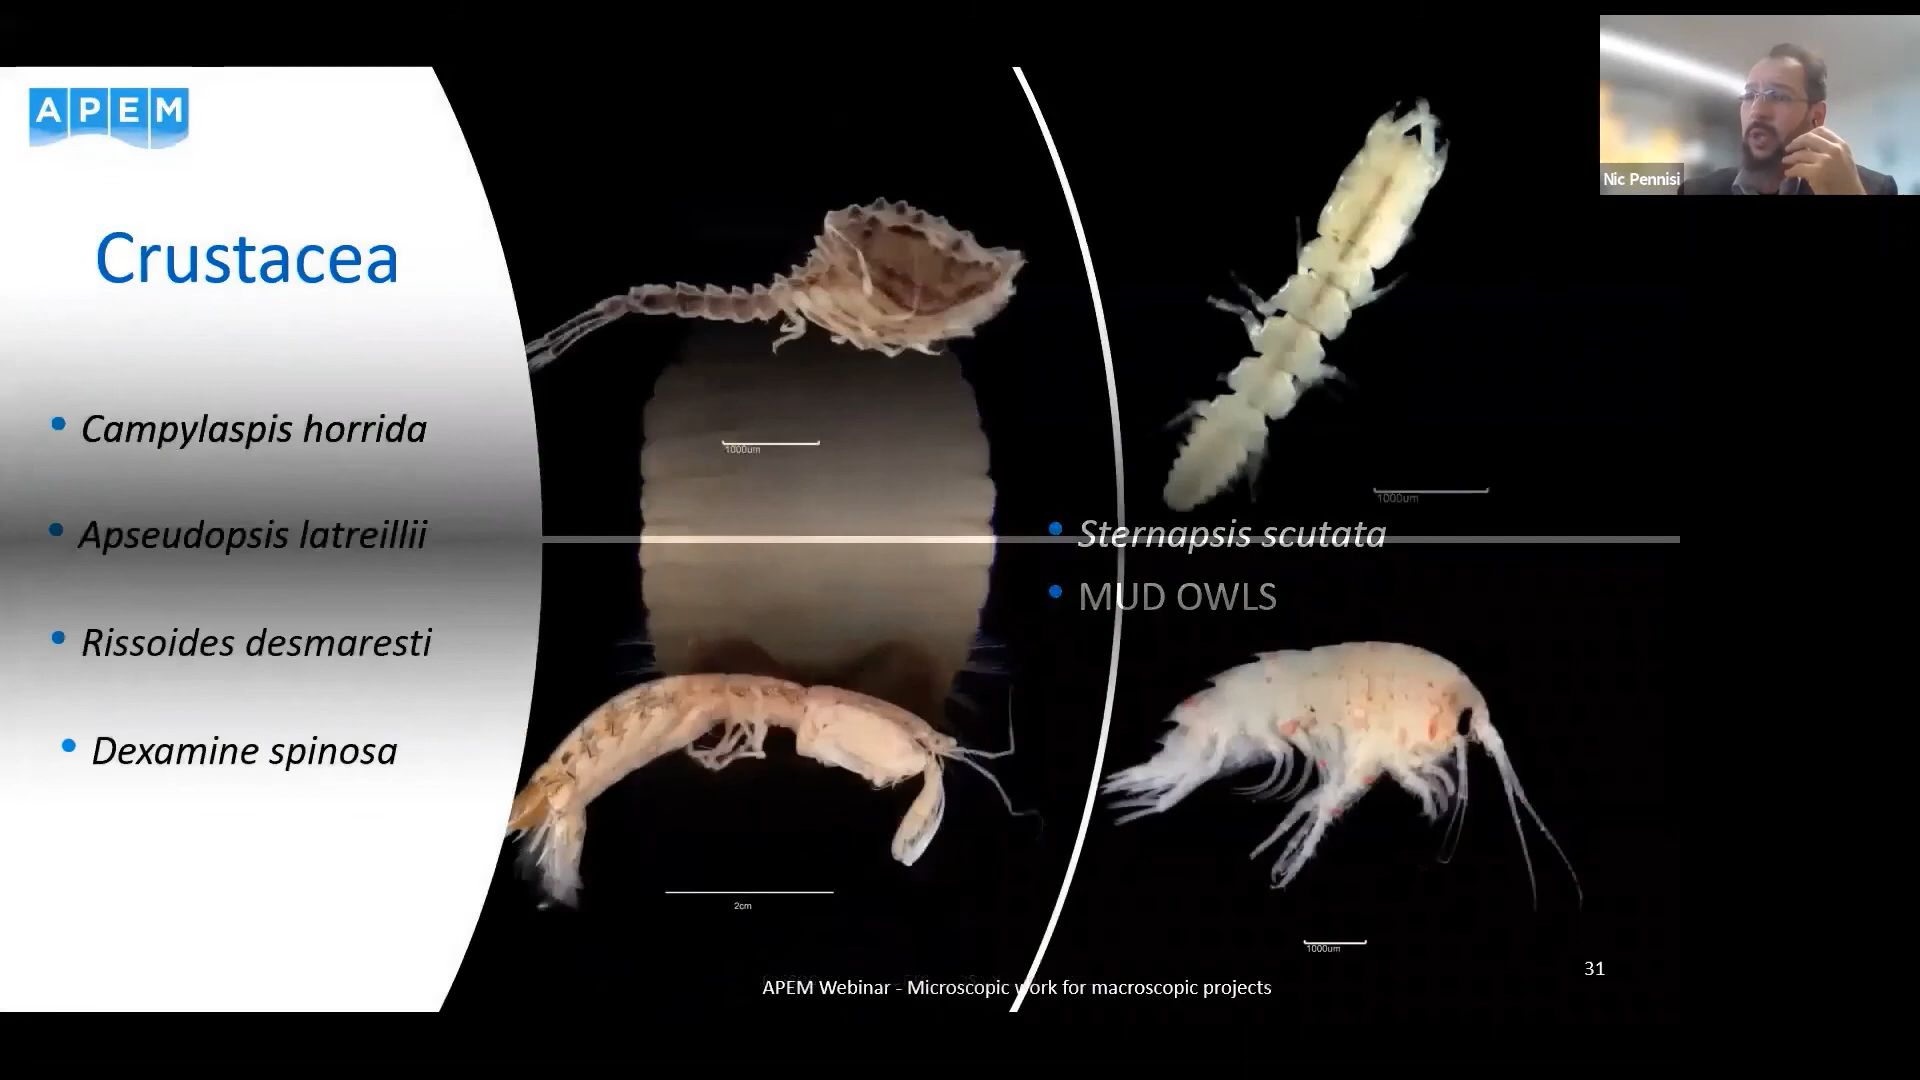 APEM
Nic Pennisi
Crustacea
Campylaspis horrida
Apseudopsis latreillii
Rissoides desmaresti
Dexamine spinosa
1000um
1000um
Sternapsis scutata
MUD OWLS
2cm
1000um
31
APEM Webinar - Microscopic work for macroscopic projects